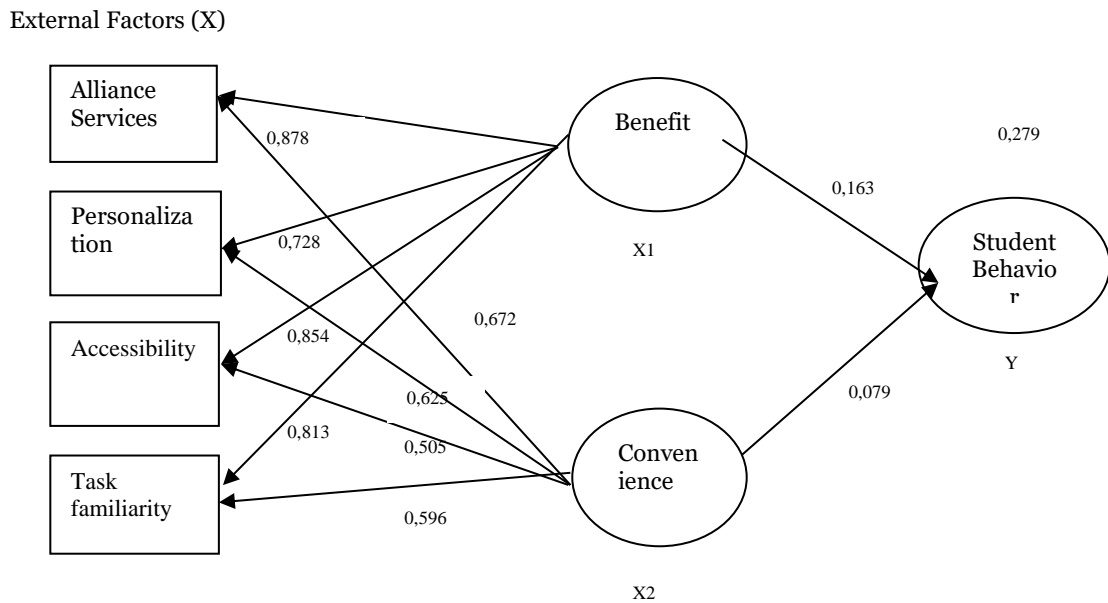 External Factors (X)
Alliance
Services
0,878
Personaliza
tion
0,728
Accessibility
0,854
0,672
0,625
0,813
0,505
Task
familiarity
0,596
Benefit
X1
0,163
0,279
Student
Behavio
r
Y
0,079
Conven
ience
X2